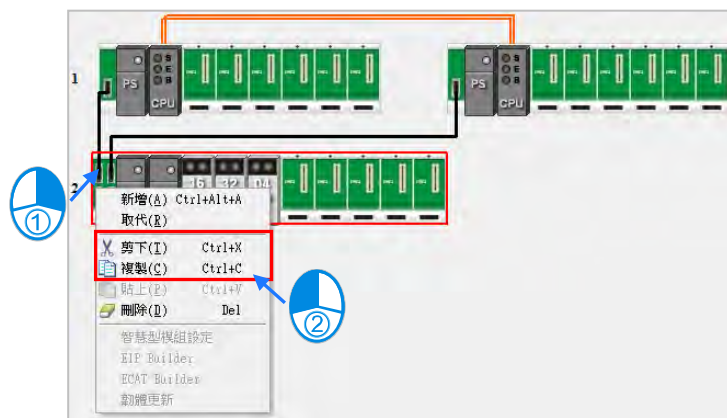 1
PS
S
E
B
CPU
PS
S
E
B
CPU
2
16
32
04
新增(A) Ctrl+Alt+A
取代(R)
剪下(T) Ctrl+X
複製(C) Ctrl+C
貼上(P) Ctrl+V
刪除(D) Del
智慧型模組設定
EIP Builder
ECAT Builder
韌體更新
①
②